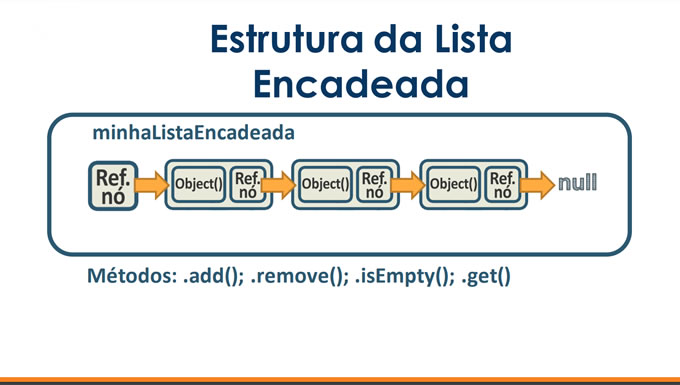 Estrutura da Lista
Encadeada
minhaListaEncadeada
Ref.
nó
Object()
Ref.
nó
Object()
Ref.
nó
Object()
Ref.
nó
null
Métodos: .add(); .remove(); .isEmpty(); .get()